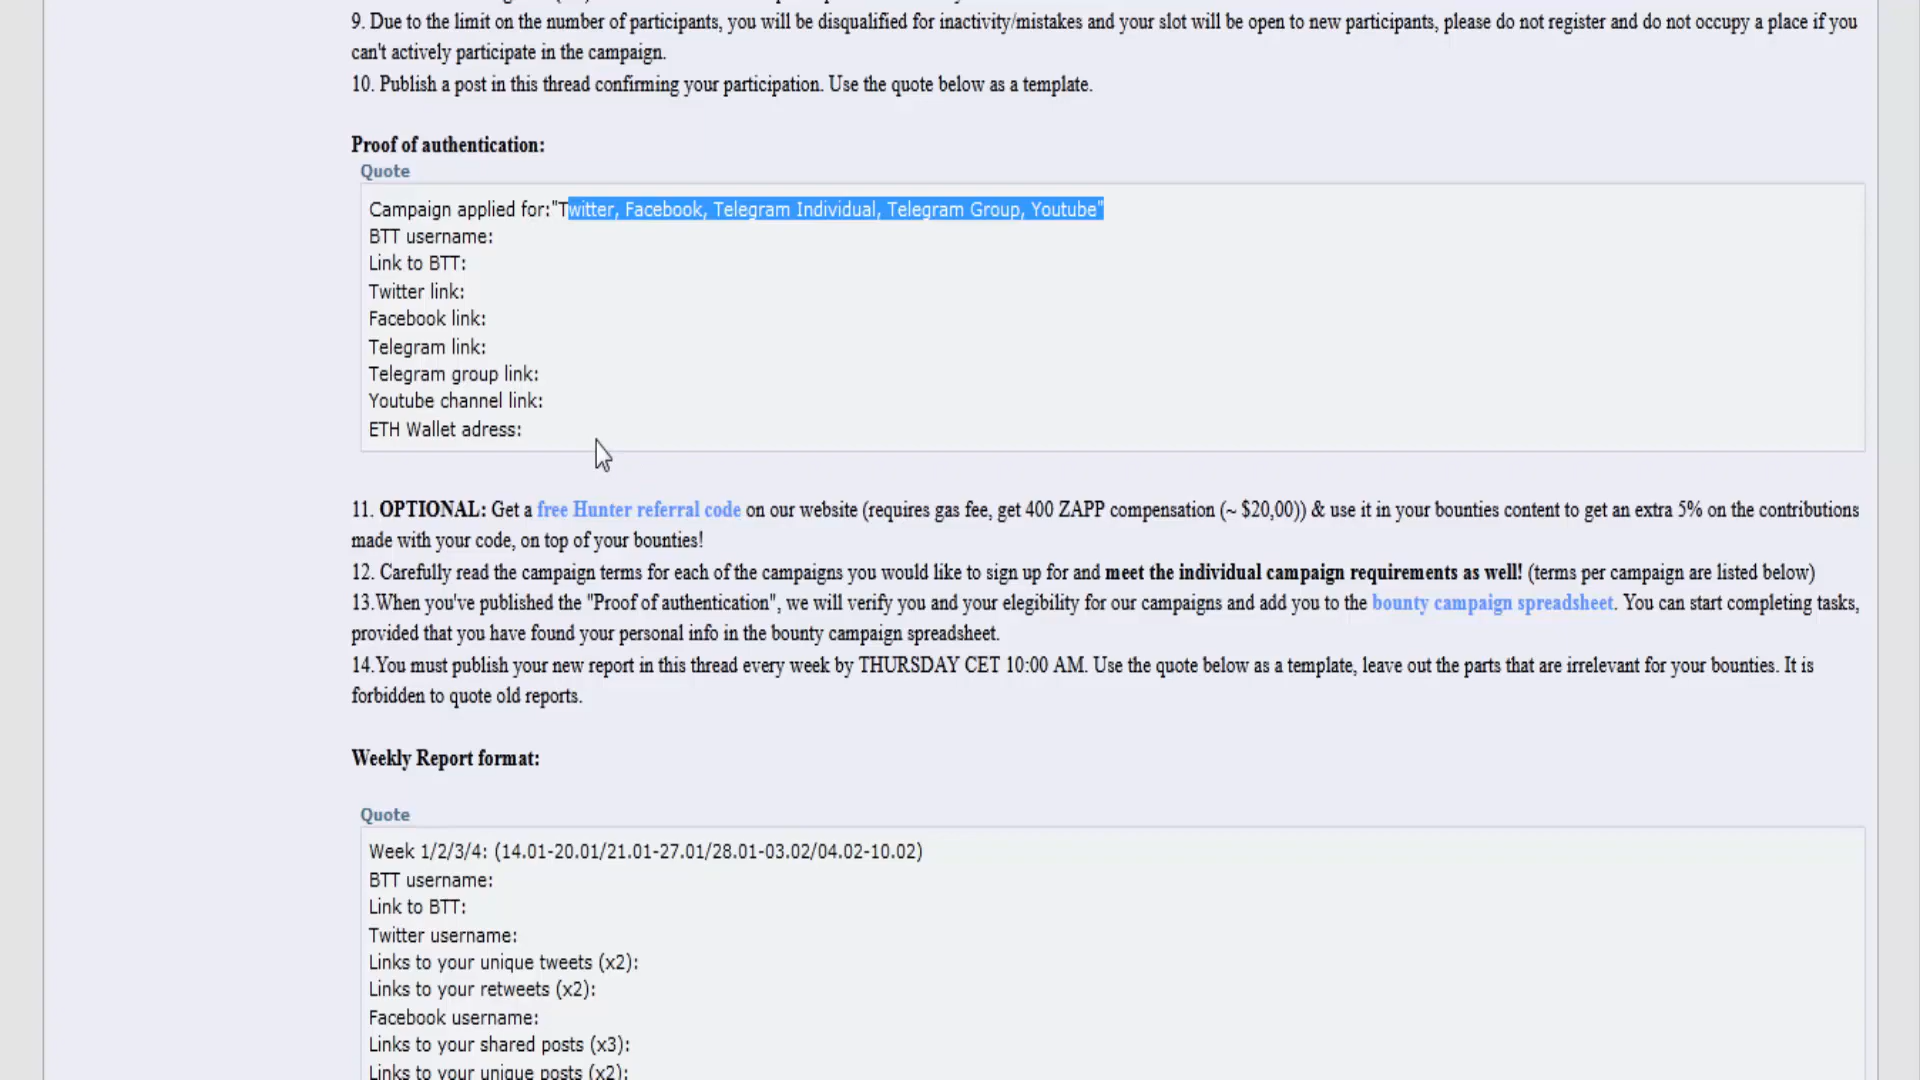 9. Due to the limit on the number of participants, you will be disqualified for inactivity/mistakes and your slot will be open to new participants, please do not register and do not occupy a place if you
can't actively participate in the campaign.
10. Publish a post in this thread confirming your participation. Use the quote below as a template.
Proof of authentication:
Quote
Campaign applied for:"Twitter, Facebook, Telegram Individual, Telegram Group, Youtube"
BTT username:
Link to BTT:
Twitter link:
Facebook link:
Telegram link:
Telegram group link:
Youtube channel link:
ETH Wallet adress:
11. OPTIONAL: Get a free Hunter referral code on our website (requires gas fee, get 400 ZAPP compensation (~ $20,00)) & use it in your bounties content to get an extra 5% on the contributions
made with your code, on top of your bounties!
12. Carefully read the campaign terms for each of the campaigns you would like to sign up for and meet the individual campaign requirements as well! (terms per campaign are listed below)
13.When you've published the "Proof of authentication", we will verify you and your elegibility for our campaigns and add you to the bounty campaign spreadsheet. You can start completing tasks,
provided that you have found your personal info in the bounty campaign spreadsheet.
14.You must publish your new report in this thread every week by THURSDAY CET 10:00 AM. Use the quote below as a template, leave out the parts that are irrelevant for your bounties. It is
forbidden to quote old reports.
Weekly Report format:
Quote
Week 1/2/3/4: (14.01-20.01/21.01-27.01/28.01-03.02/04.02-10.02)
BTT username:
Link to BTT:
Twitter username:
Links to your unique tweets (x2):
Links to your retweets (x2):
Facebook username:
Links to your shared posts (x3):
Links to your unique posts (x2):